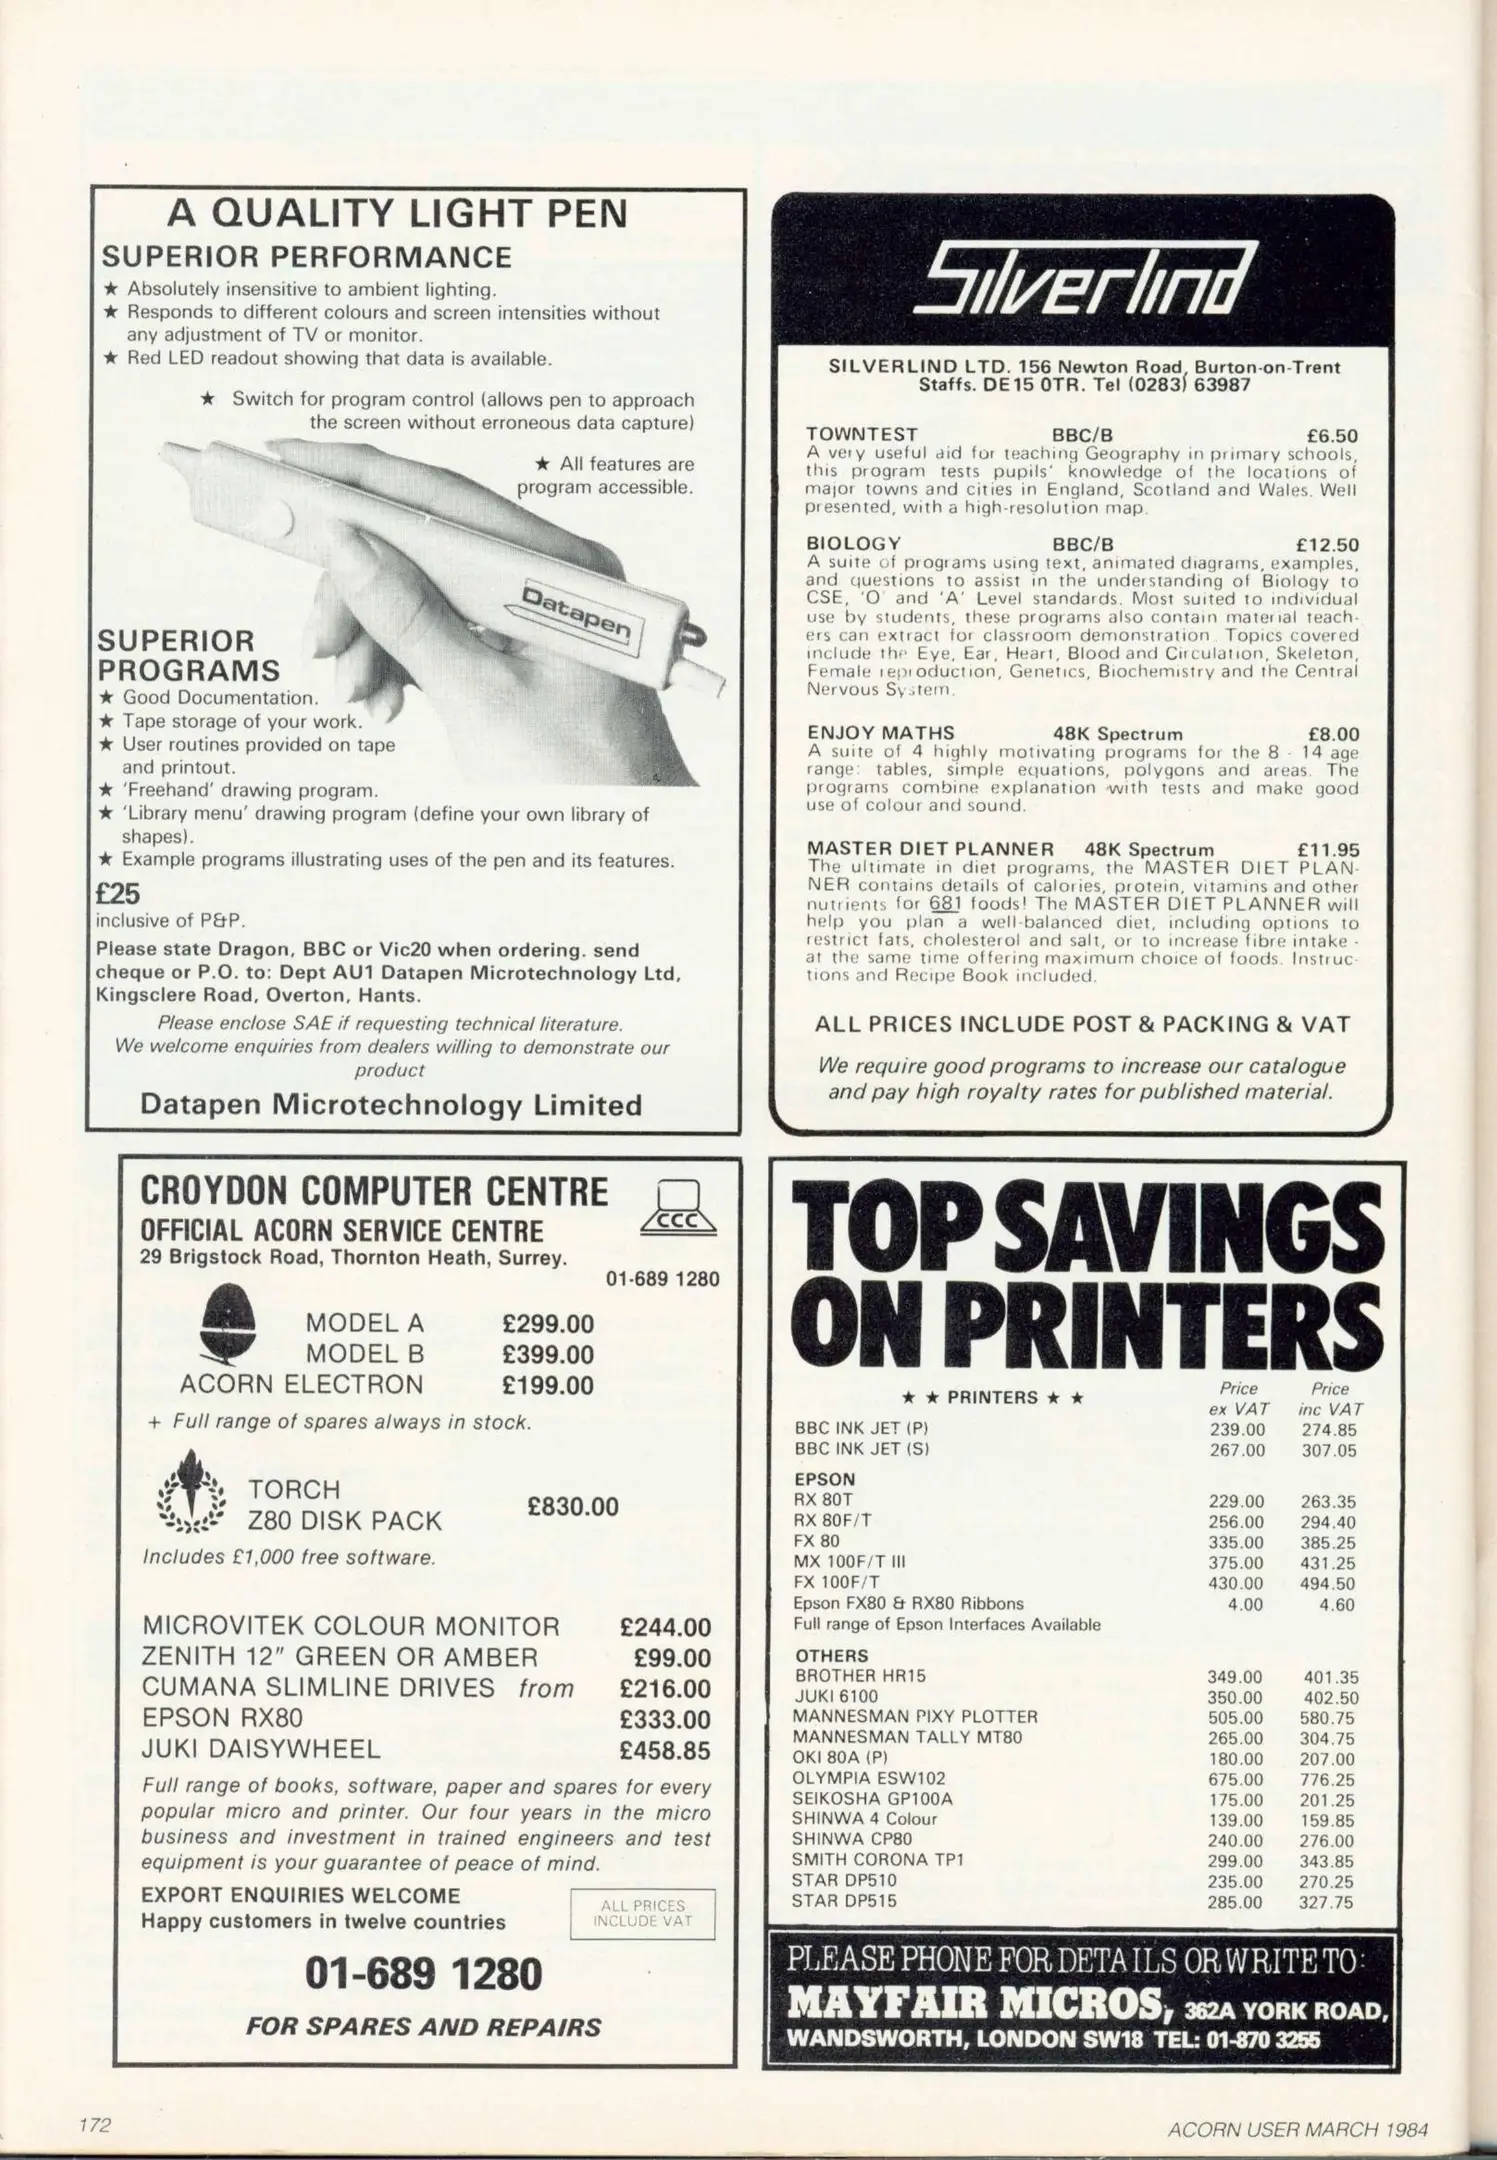 A QUALITY LIGHT PEN
SUPERIOR PERFORMANCE
★ Absolutely insensitive to ambient lighting.
★ Responds to different colours and screen intensities without
any adjustment of TV or monitor.
★ Red LED readout showing that data is available.
★ Switch for program control (allows pen to approach
the screen without erroneous data capture)
★ All features are
program accessible.
Datapen
SUPERIOR
PROGRAMS
★ Good Documentation.
★ Tape storage of your work.
★ User routines provided on tape
and printout.
★ 'Freehand' drawing program.
★ 'Library menu' drawing program (define your own library of
shapes).
★ Example programs illustrating uses of the pen and its features.
£25
inclusive of P&P.
Please state Dragon, BBC or Vic20 when ordering. send
cheque or P.O. to: Dept AU1 Datapen Microtechnology Ltd,
Kingsclere Road, Overton, Hants.
Please enclose SAE if requesting technical literature.
We welcome enquiries from dealers willing to demonstrate our
product
Datapen Microtechnology Limited
Silverlind
SILVERLIND LTD. 156 Newton Road, Burton-on-Trent
Staffs. DE15 0TR. Tel (0283) 63987
TOWNTEST BBC/B £6.50
A very useful aid for teaching Geography in primary schools,
this program tests pupils' knowledge of the locations of
major towns and cities in England, Scotland and Wales. Well
presented, with a high-resolution map.
BIOLOGY BBC/B £12.50
A suite of programs using text, animated diagrams, examples,
and questions to assist in the understanding of Biology to
CSE, 'O' and 'A' Level standards. Most suited to individual
use by students, these programs also contain material teach-
ers can extract for classroom demonstration. Topics covered
include the Eye, Ear, Heart, Blood and Circulation, Skeleton,
Female reproduction, Genetics, Biochemistry and the Central
Nervous System.
ENJOY MATHS 48K Spectrum £8.00
A suite of 4 highly motivating programs for the 8 - 14 age
range: tables, simple equations, polygons and areas. The
programs combine explanation with tests and make good
use of colour and sound.
MASTER DIET PLANNER 48K Spectrum £11.95
The ultimate in diet programs, the MASTER DIET PLAN-
NER contains details of calories, protein, vitamins and other
nutrients for 681 foods! The MASTER DIET PLANNER will
help you plan a well-balanced diet, including options to
restrict fats, cholesterol and salt, or to increase fibre intake -
at the same time offering maximum choice of foods. Instruc-
tions and Recipe Book included.
ALL PRICES INCLUDE POST & PACKING & VAT
We require good programs to increase our catalogue
and pay high royalty rates for published material.
CROYDON COMPUTER CENTRE
OFFICIAL ACORN SERVICE CENTRE
CCC
29 Brigstock Road, Thornton Heath, Surrey.
01-689 1280
MODEL A £299.00
MODEL B £399.00
ACORN ELECTRON £199.00
+ Full range of spares always in stock.
TORCH
Z80 DISK PACK £830.00
Includes £1,000 free software.
MICROVITEK COLOUR MONITOR £244.00
ZENITH 12" GREEN OR AMBER £99.00
CUMANA SLIMLINE DRIVES from £216.00
EPSON RX80 £333.00
JUKI DAISYWHEEL £458.85
Full range of books, software, paper and spares for every
popular micro and printer. Our four years in the micro
business and investment in trained engineers and test
equipment is your guarantee of peace of mind.
EXPORT ENQUIRIES WELCOME
Happy customers in twelve countries
ALL PRICES
INCLUDE VAT
01-689 1280
FOR SPARES AND REPAIRS
TOP SAVINGS
ON PRINTERS
★ ★ PRINTERS ★ ★
Price Price
ex VAT inc VAT
BBC INK JET (P) 239.00 274.85
BBC INK JET (S) 267.00 307.05
EPSON
RX 80T 229.00 263.35
RX 80F/T 256.00 294.40
FX 80 335.00 385.25
MX 100F/T III 375.00 431.25
FX 100F/T 430.00 494.50
Epson FX80 & RX80 Ribbons 4.00 4.60
Full range of Epson Interfaces Available
OTHERS
BROTHER HR15 349.00 401.35
JUKI 6100 350.00 402.50
MANNESMAN PIXY PLOTTER 505.00 580.75
MANNESMAN TALLY MT80 265.00 304.75
OKI 80A (P) 180.00 207.00
OLYMPIA ESW102 675.00 776.25
SEIKOSHA GP100A 175.00 201.25
SHINWA 4 Colour 139.00 159.85
SHINWA CP80 240.00 276.00
SMITH CORONA TP1 299.00 343.85
STAR DP510 235.00 270.25
STAR DP515 285.00 327.75
PLEASE PHONE FOR DETAILS OR WRITE TO:
MAYFAIR MICROS, 362A YORK ROAD,
WANDSWORTH, LONDON SW18 TEL: 01-870 3255
172
ACORN USER MARCH 1984